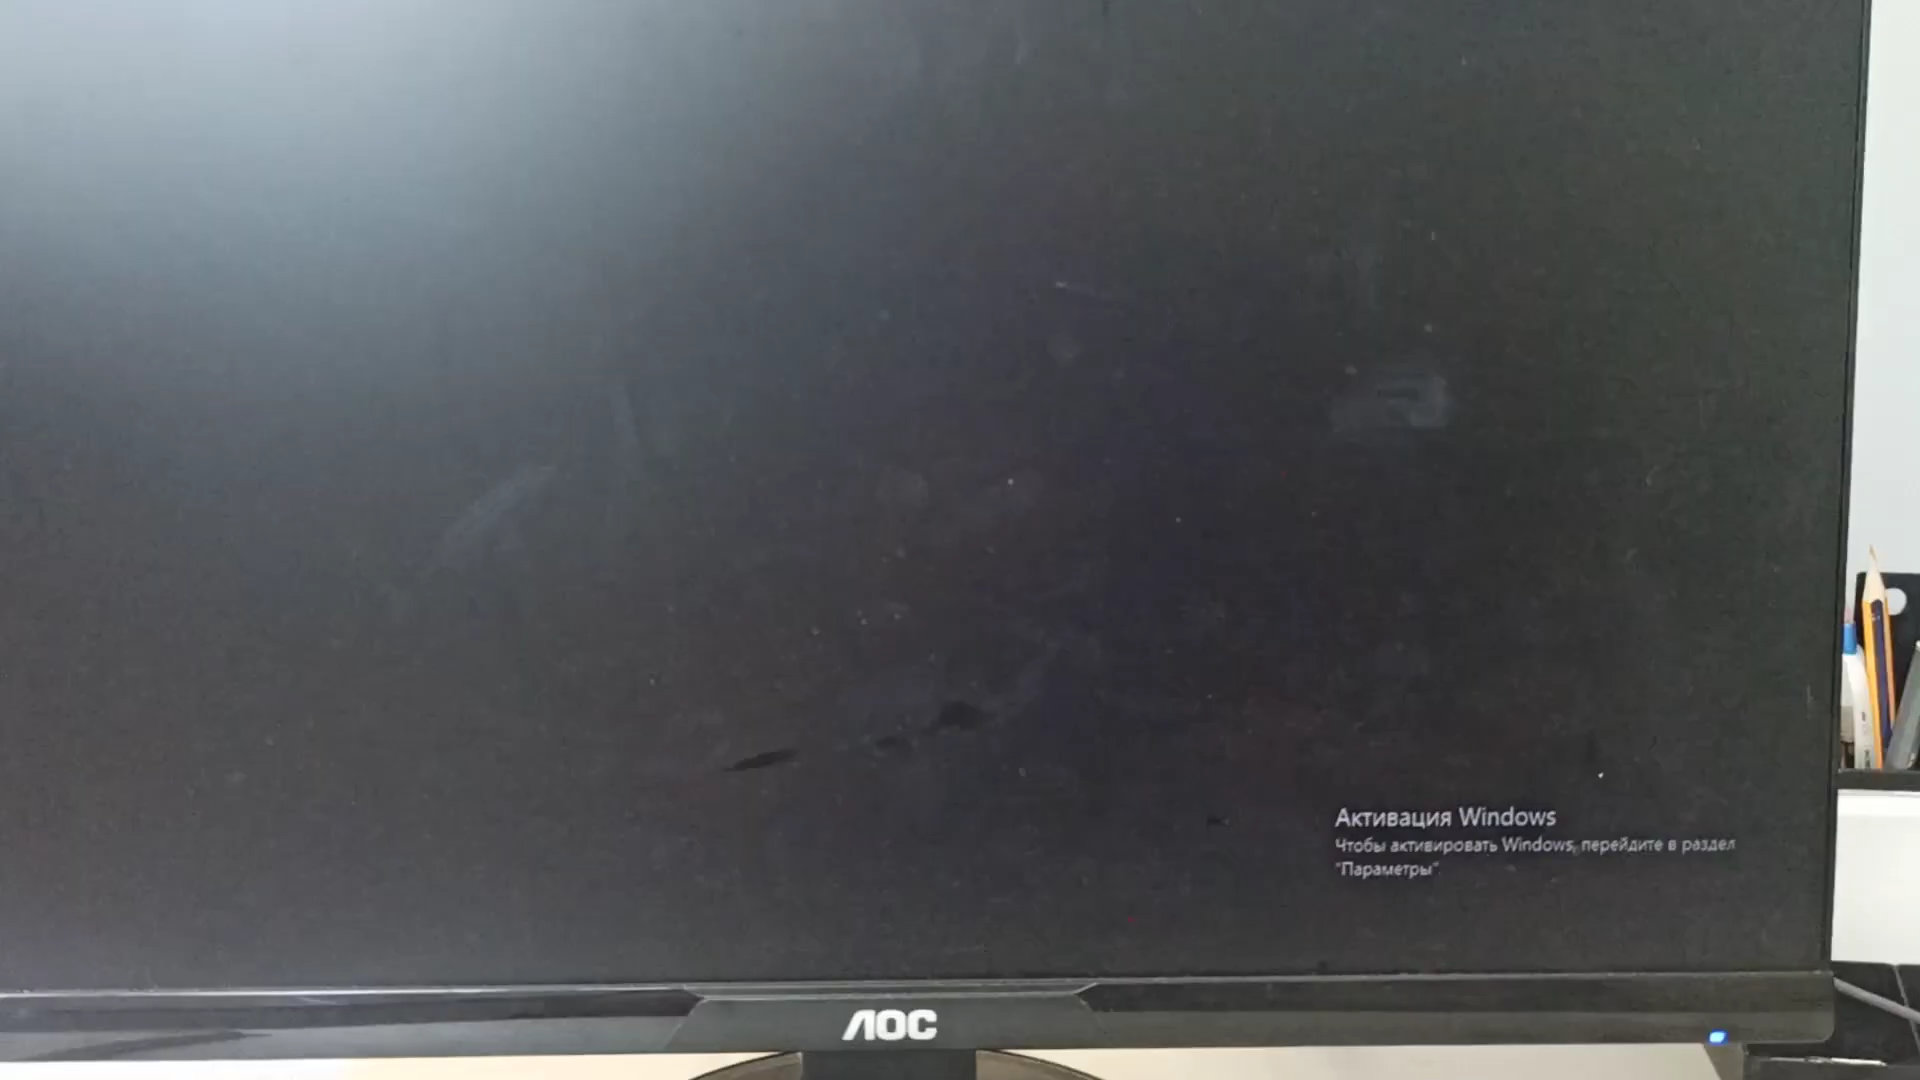 Активация Windows
Чтобы активировать Windows, перейдите в раздел
"Параметры".
AOC